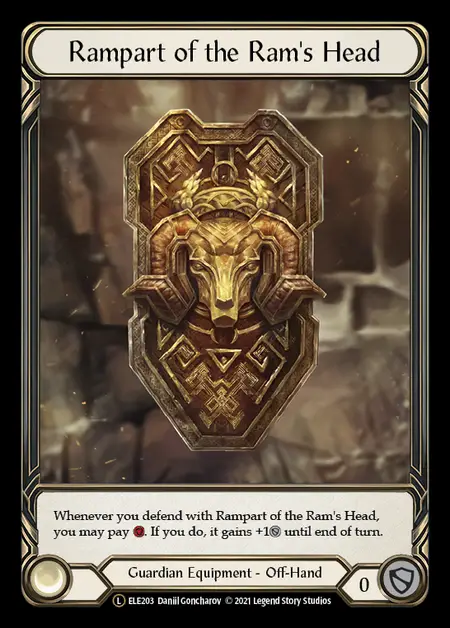 Rampart of the Ram's Head
Whenever you defend with Rampart of the Ram's Head,
you may pay . If you do, it gains +1 until end of turn.
Guardian Equipment - Off-Hand
0
L ELE203 Daniil Goncharov © 2021 Legend Story Studios